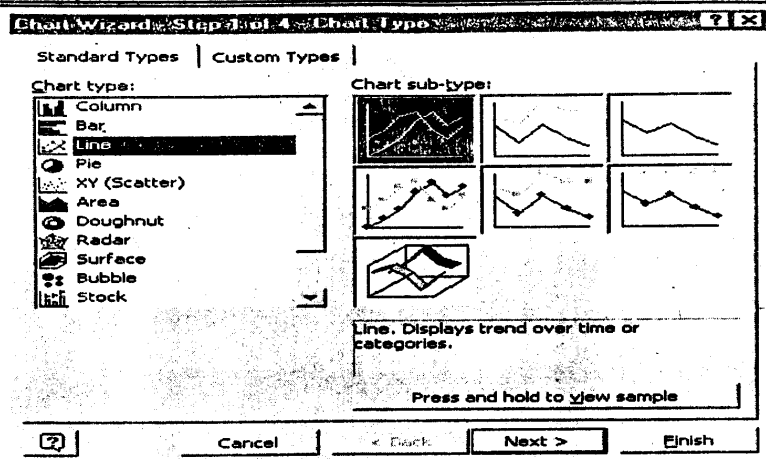 Chart Wizard - Step 1 of 4 - Chart Type
Standard Types
Custom Types
Chart type:
Column
Bar
Line
Pie
XY (Scatter)
Area
Doughnut
Radar
Surface
Bubble
Stock
Chart sub-type:
Line. Displays trend over time or
categories.
Press and hold to view sample
Cancel
< Back
Next >
Finish